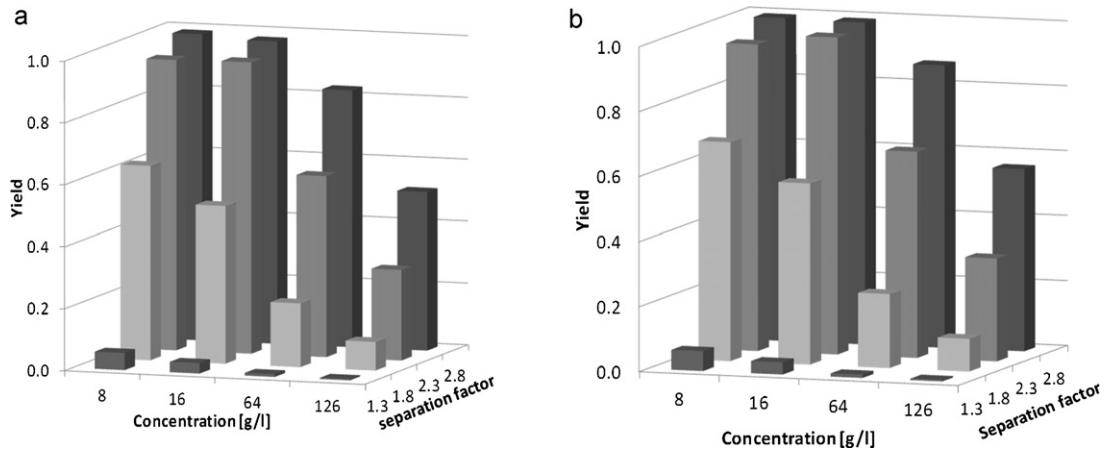 a
1.0
0.8
0.6
0.4
0.2
0.0
Yield
8 16 64 126
Concentration [g/l]
1.3 1.8 2.3 2.8
separation factor
b
1.0
0.8
0.6
0.4
0.2
0.0
Yield
8 16 64 126
Concentration [g/l]
1.3 1.8 2.3 2.8
Separation factor